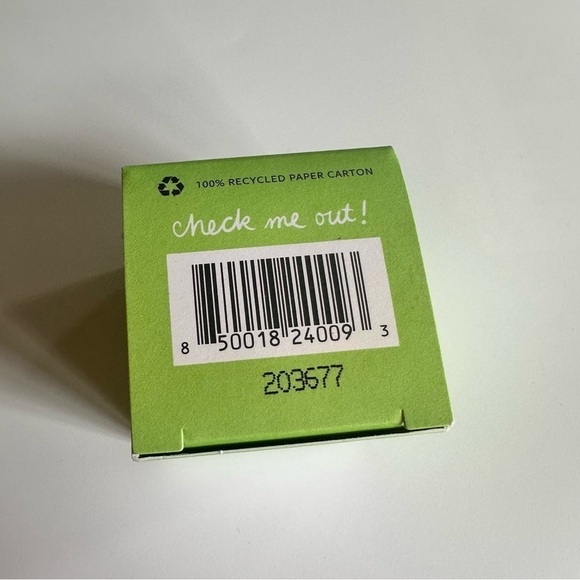 100% RECYCLED PAPER CARTON
check me out!
8 50018 24009 3
203677